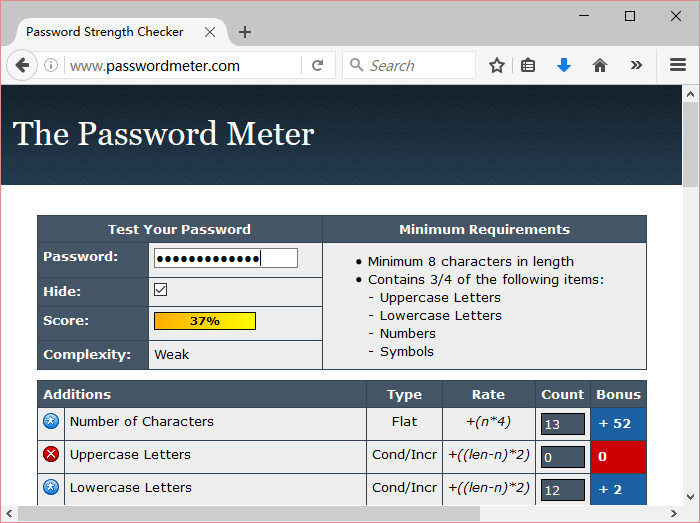 Password Strength Checker
www.passwordmeter.com
Search
The Password Meter
Test Your Password
Minimum Requirements
Password:
●●●●●●●●●●●●●
Hide:
Score:
37%
Complexity:
Weak
Minimum 8 characters in length
Contains 3/4 of the following items:
- Uppercase Letters
- Lowercase Letters
- Numbers
- Symbols
Additions Type Rate Count Bonus
Number of Characters Flat +(n*4) 13 + 52
Uppercase Letters Cond/Incr +((len-n)*2) 0 0
Lowercase Letters Cond/Incr +((len-n)*2) 12 + 2